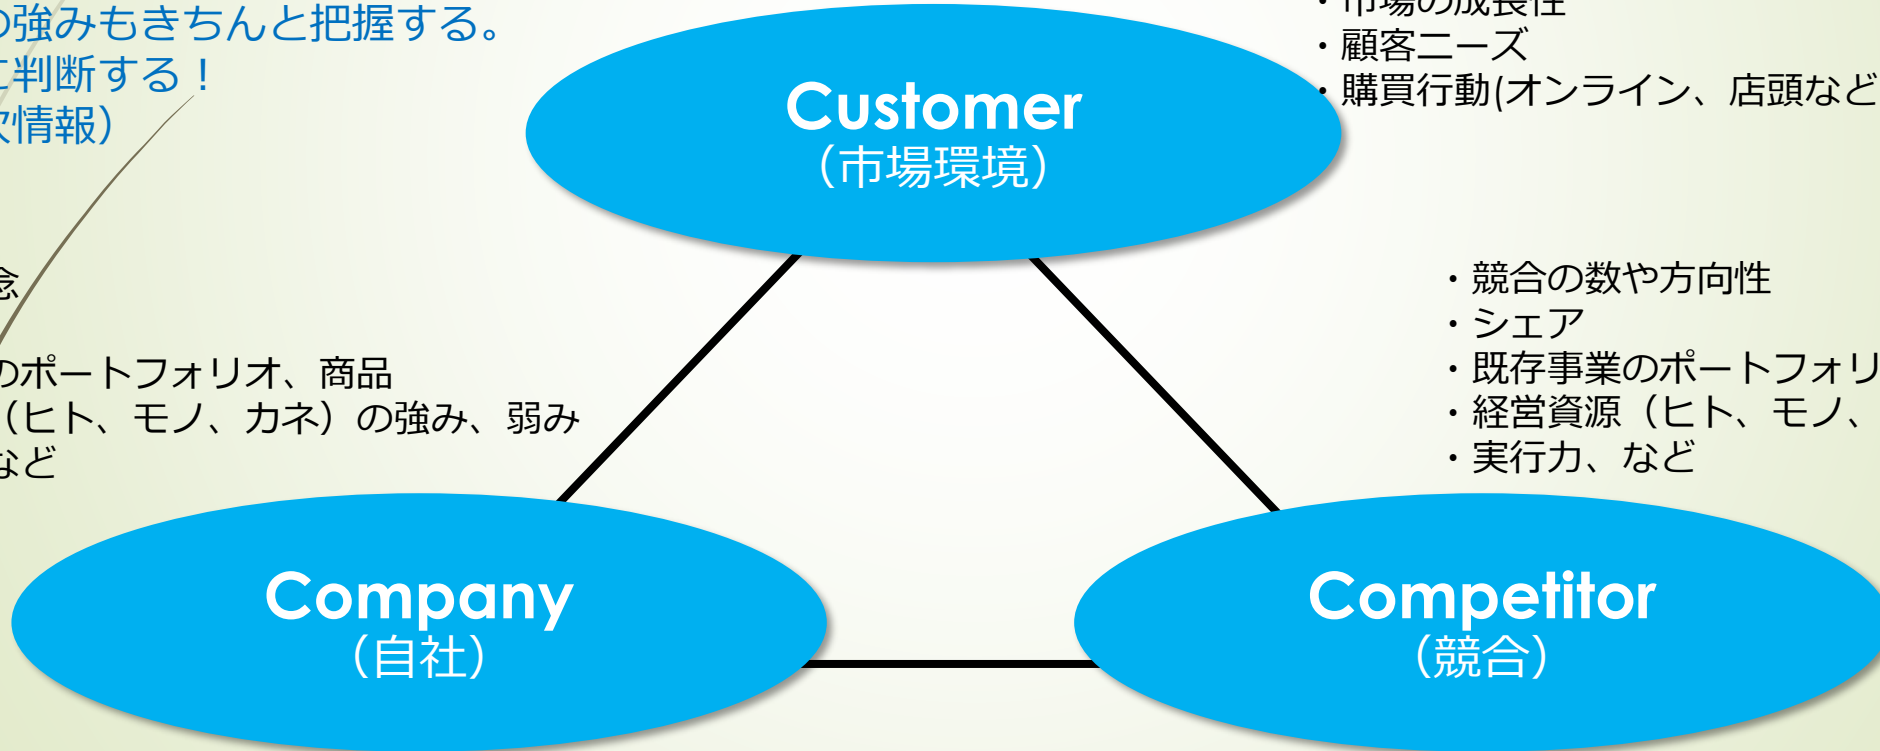 の強みもきちんと把握する。
に判断する！
次情報）
・市場の成長性
・顧客ニーズ
・購買行動(オンライン、店頭など
Customer
（市場環境）
念
のポートフォリオ、商品
（ヒト、モノ、カネ）の強み、弱み
など
・競合の数や方向性
・シェア
・既存事業のポートフォリ
・経営資源（ヒト、モノ、
・実行力、など
Company
（自社）
Competitor
（競合）